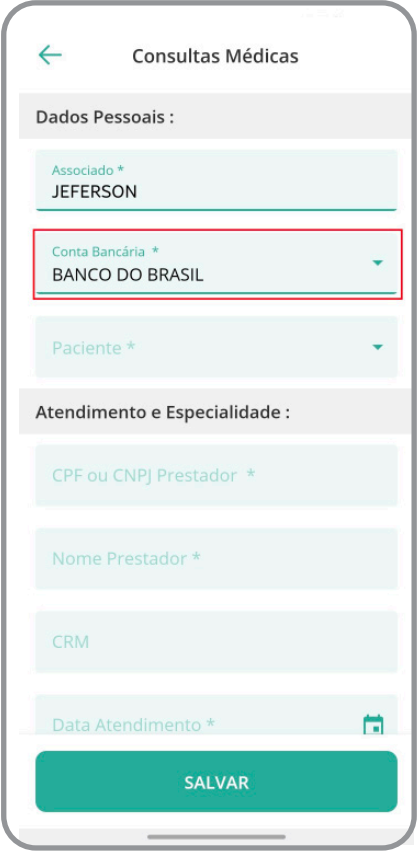 Consultas Médicas
Dados Pessoais :
Associado *
JEFERSON
Conta Bancária *
BANCO DO BRASIL
Paciente *
Atendimento e Especialidade :
CPF ou CNPJ Prestador *
Nome Prestador *
CRM
Data Atendimento *
SALVAR